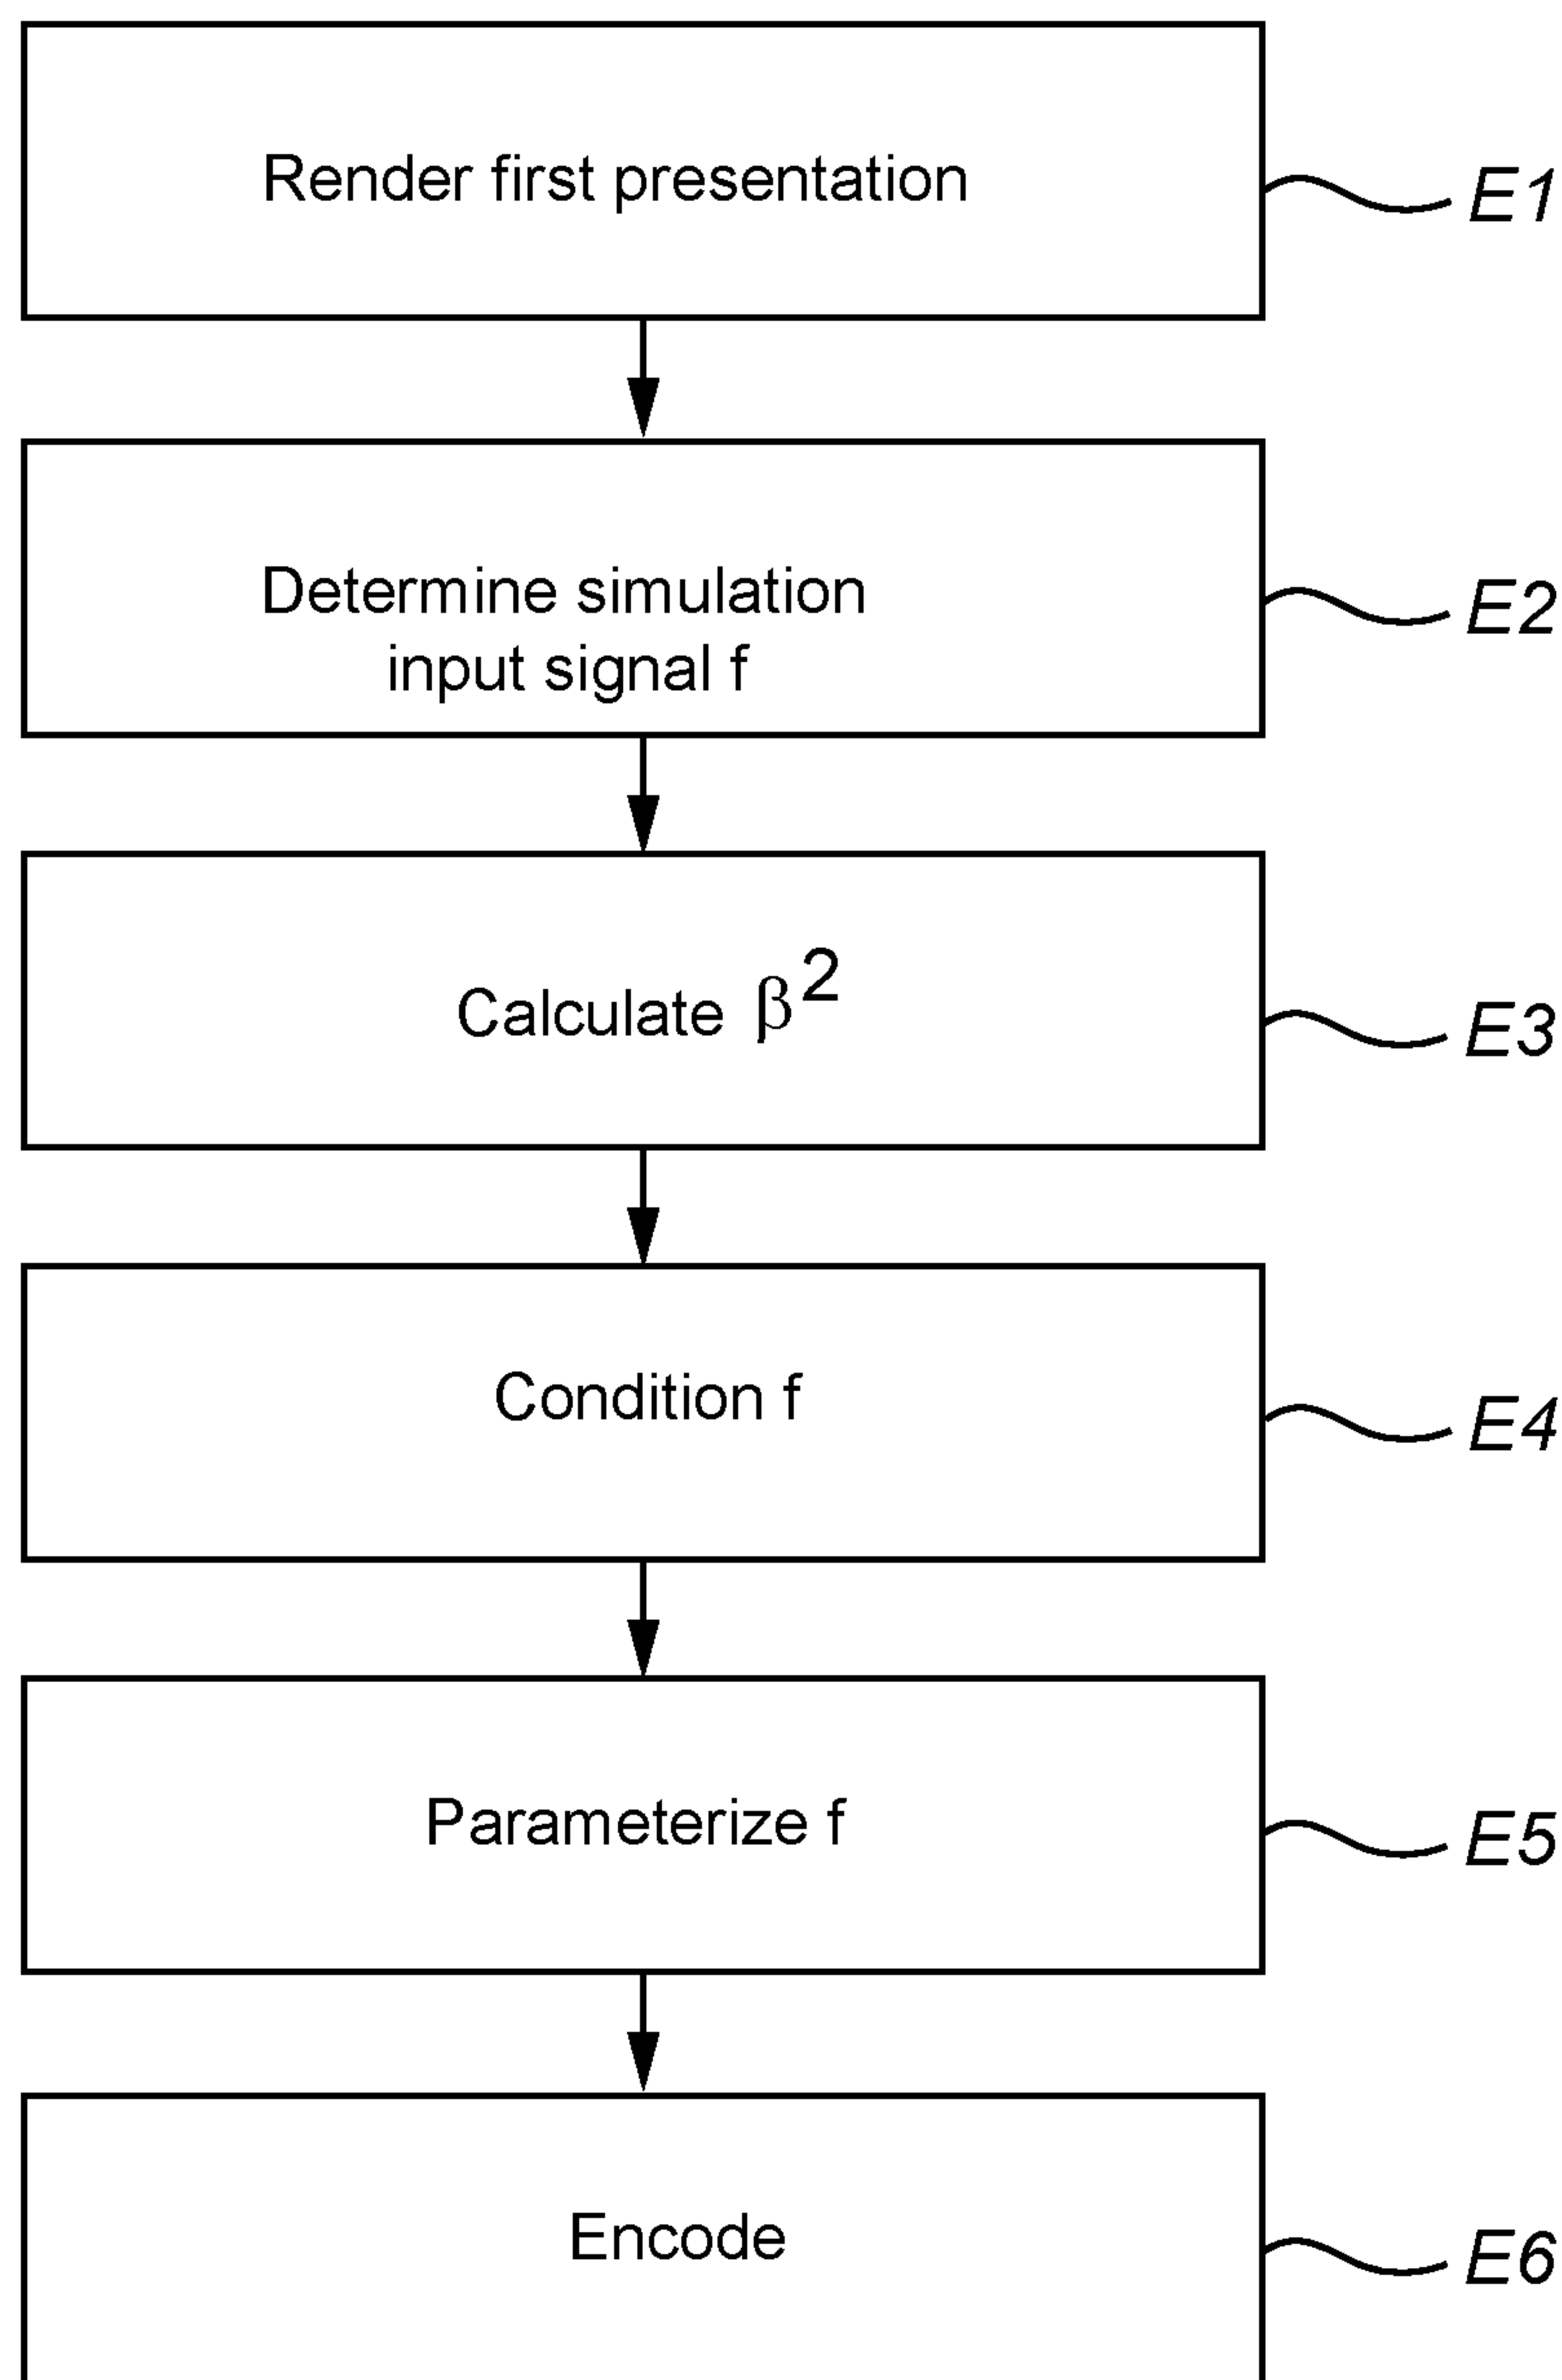 Render first presentation
E1
Determine simulation
input signal f
E2
Calculate β²
E3
Condition f
E4
Parameterize f
E5
Encode
E6